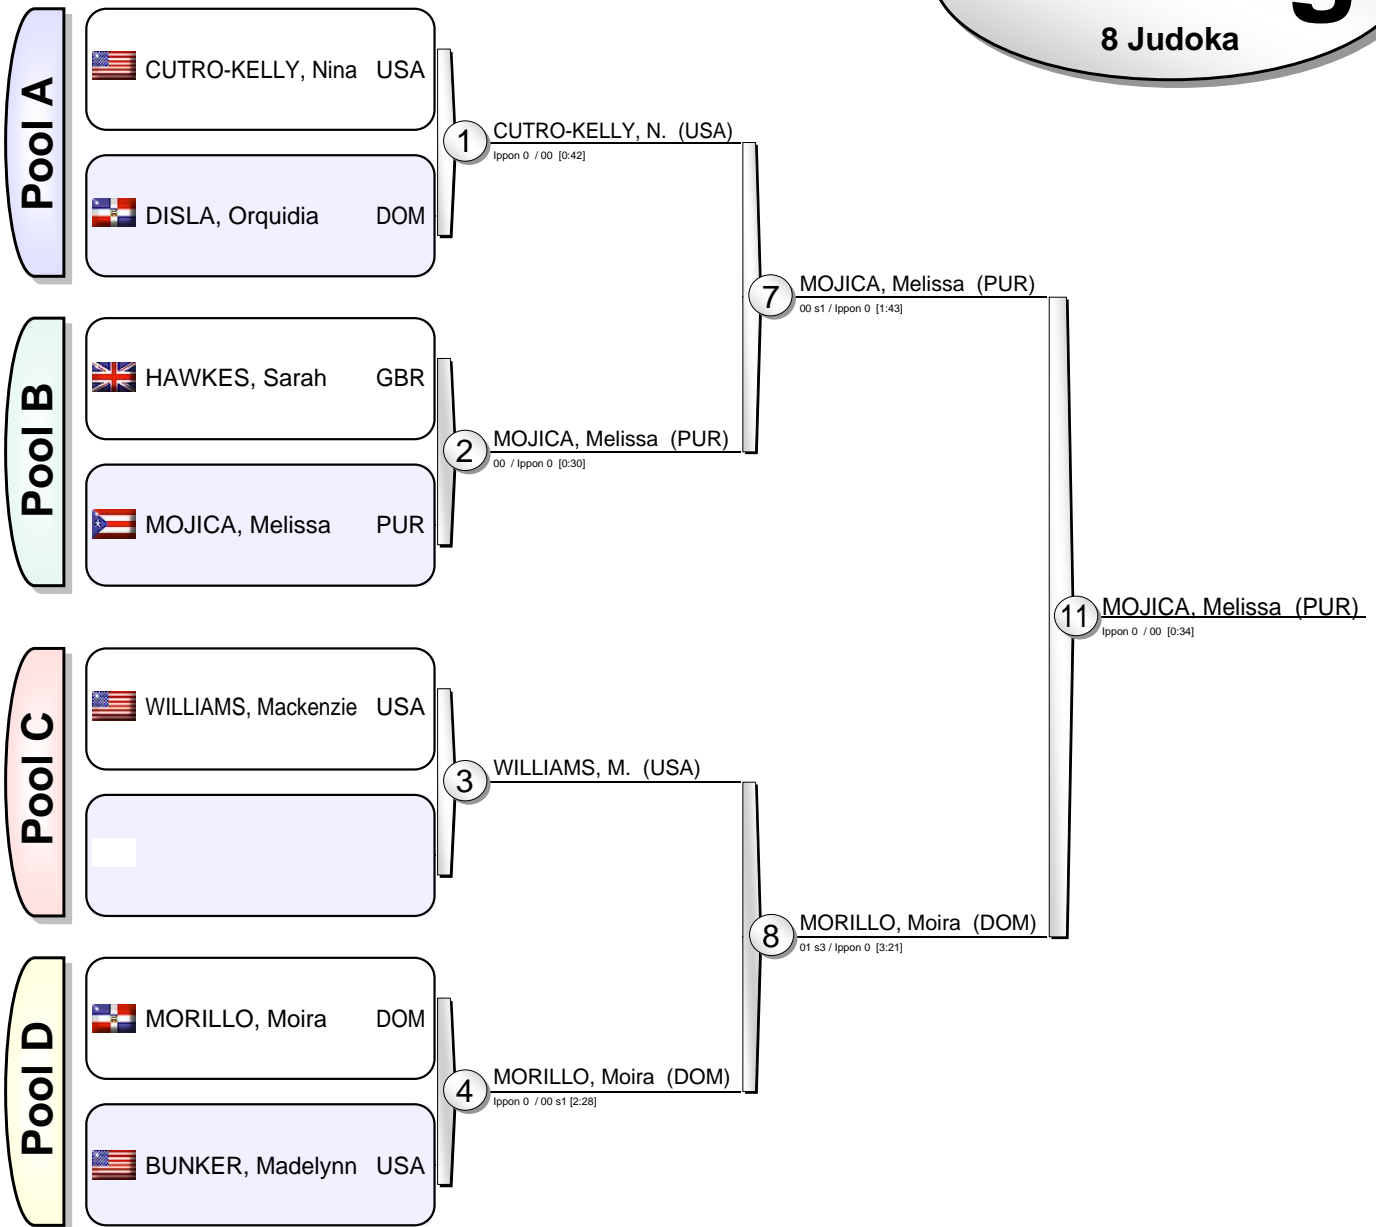 8 Judoka
Pool A
CUTRO-KELLY, Nina USA
DISLA, Orquidia DOM
1 CUTRO-KELLY, N. (USA)
Ippon 0 / 00 [0:42]
7 MOJICA, Melissa (PUR)
00 s1 / Ippon 0 [1:43]
Pool B
HAWKES, Sarah GBR
MOJICA, Melissa PUR
2 MOJICA, Melissa (PUR)
00 / Ippon 0 [0:30]
11 MOJICA, Melissa (PUR)
Ippon 0 / 00 [0:34]
Pool C
WILLIAMS, Mackenzie USA
3 WILLIAMS, M. (USA)
8 MORILLO, Moira (DOM)
01 s3 / Ippon 0 [3:21]
Pool D
MORILLO, Moira DOM
BUNKER, Madelynn USA
4 MORILLO, Moira (DOM)
Ippon 0 / 00 s1 [2:28]